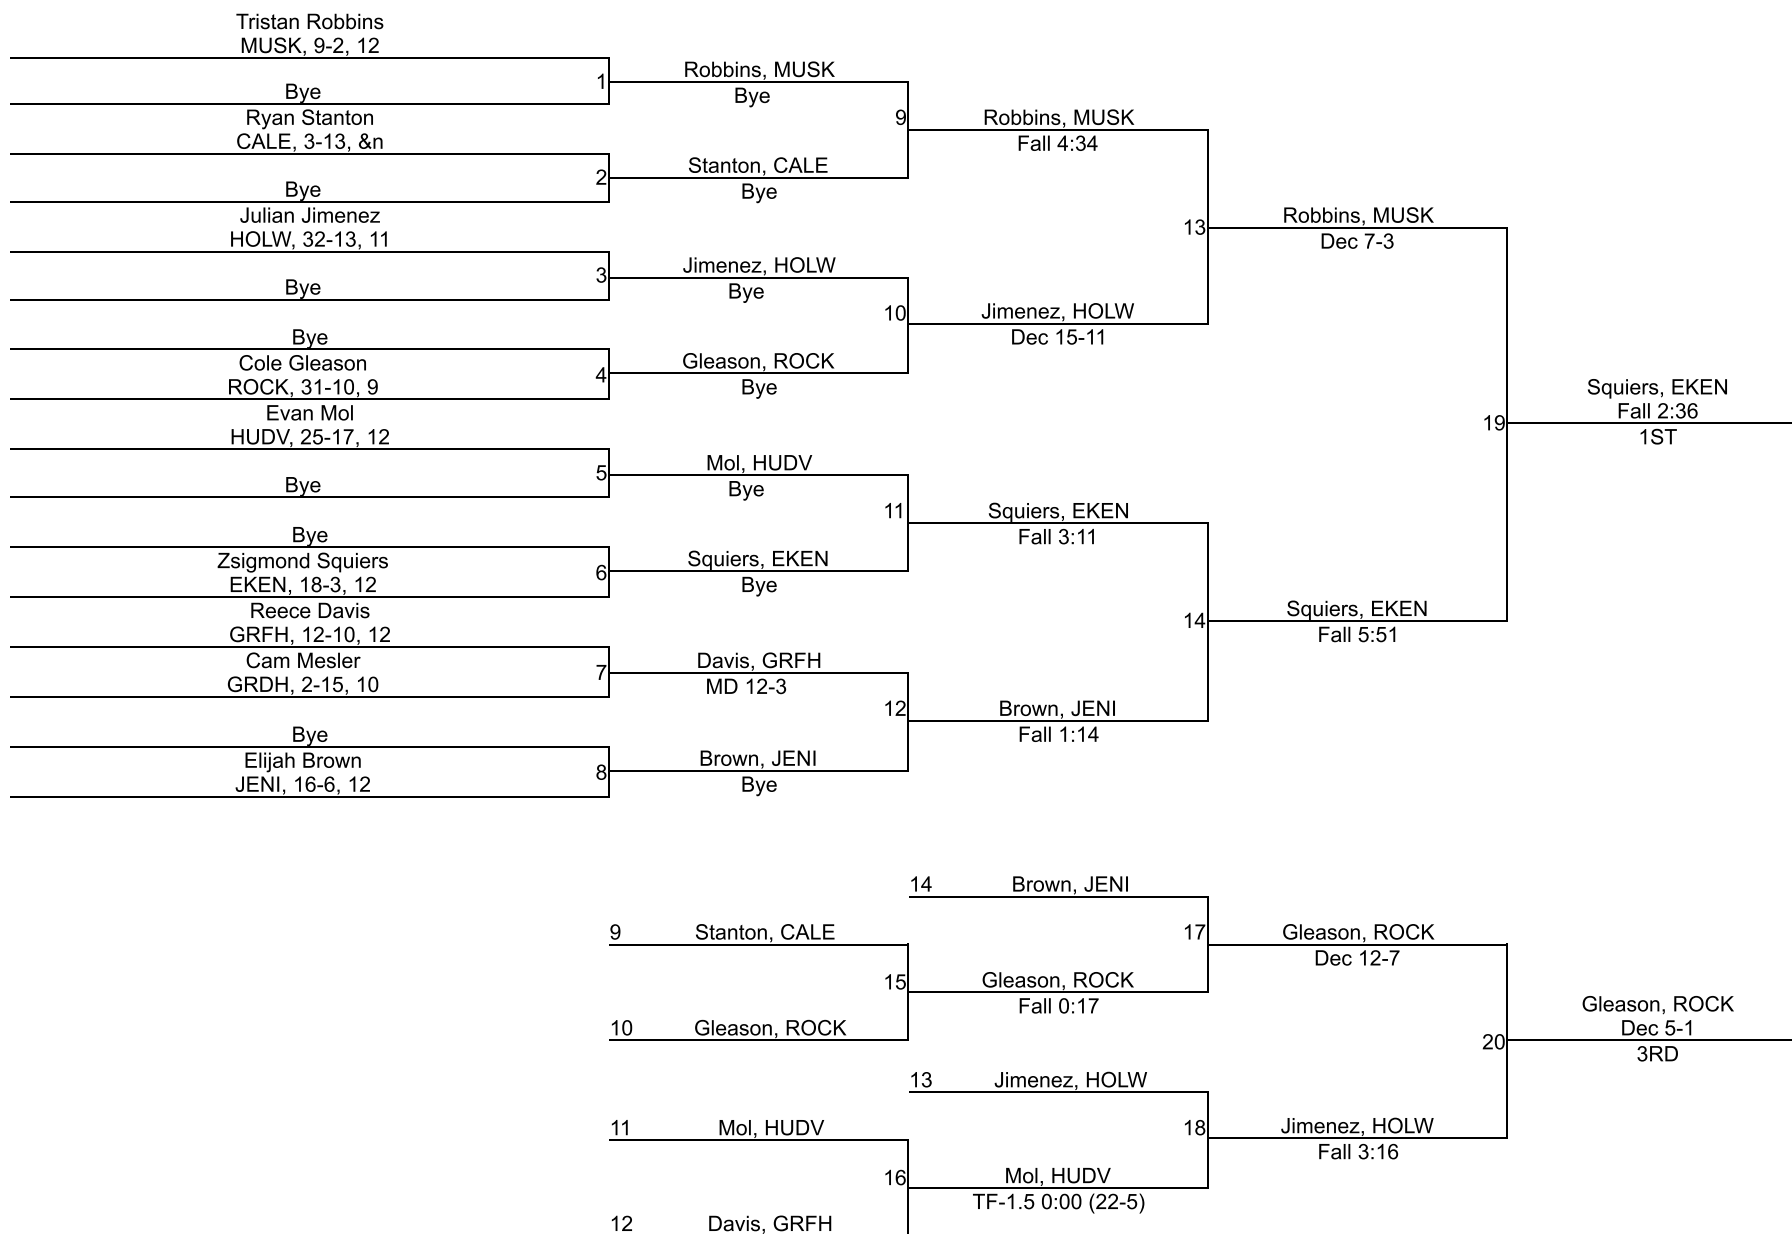 Tristan Robbins
MUSK, 9-2, 12
Bye
1
Ryan Stanton
CALE, 3-13, &n
Bye
2
Julian Jimenez
HOLW, 32-13, 11
Bye
3
Bye
Cole Gleason
ROCK, 31-10, 9
4
Evan Mol
HUDV, 25-17, 12
Bye
5
Bye
Zsigmond Squiers
EKEN, 18-3, 12
6
Reece Davis
GRFH, 12-10, 12
Cam Mesler
GRDH, 2-15, 10
7
Bye
Elijah Brown
JENI, 16-6, 12
8
Robbins, MUSK
Bye
9
Stanton, CALE
Bye
Jimenez, HOLW
Bye
10
Gleason, ROCK
Bye
Mol, HUDV
Bye
11
Squiers, EKEN
Bye
Davis, GRFH
MD 12-3
12
Brown, JENI
Bye
Robbins, MUSK
Fall 4:34
13
Jimenez, HOLW
Dec 15-11
Squiers, EKEN
Fall 3:11
14
Brown, JENI
Fall 1:14
Robbins, MUSK
Dec 7-3
19
Squiers, EKEN
Fall 5:51
Squiers, EKEN
Fall 2:36
1ST
14 Brown, JENI
9 Stanton, CALE
17
15
Gleason, ROCK
Fall 0:17
10 Gleason, ROCK
Gleason, ROCK
Dec 12-7
13 Jimenez, HOLW
11 Mol, HUDV
18
16
Mol, HUDV
TF-1.5 0:00 (22-5)
12 Davis, GRFH
Jimenez, HOLW
Fall 3:16
20
Gleason, ROCK
Dec 5-1
3RD